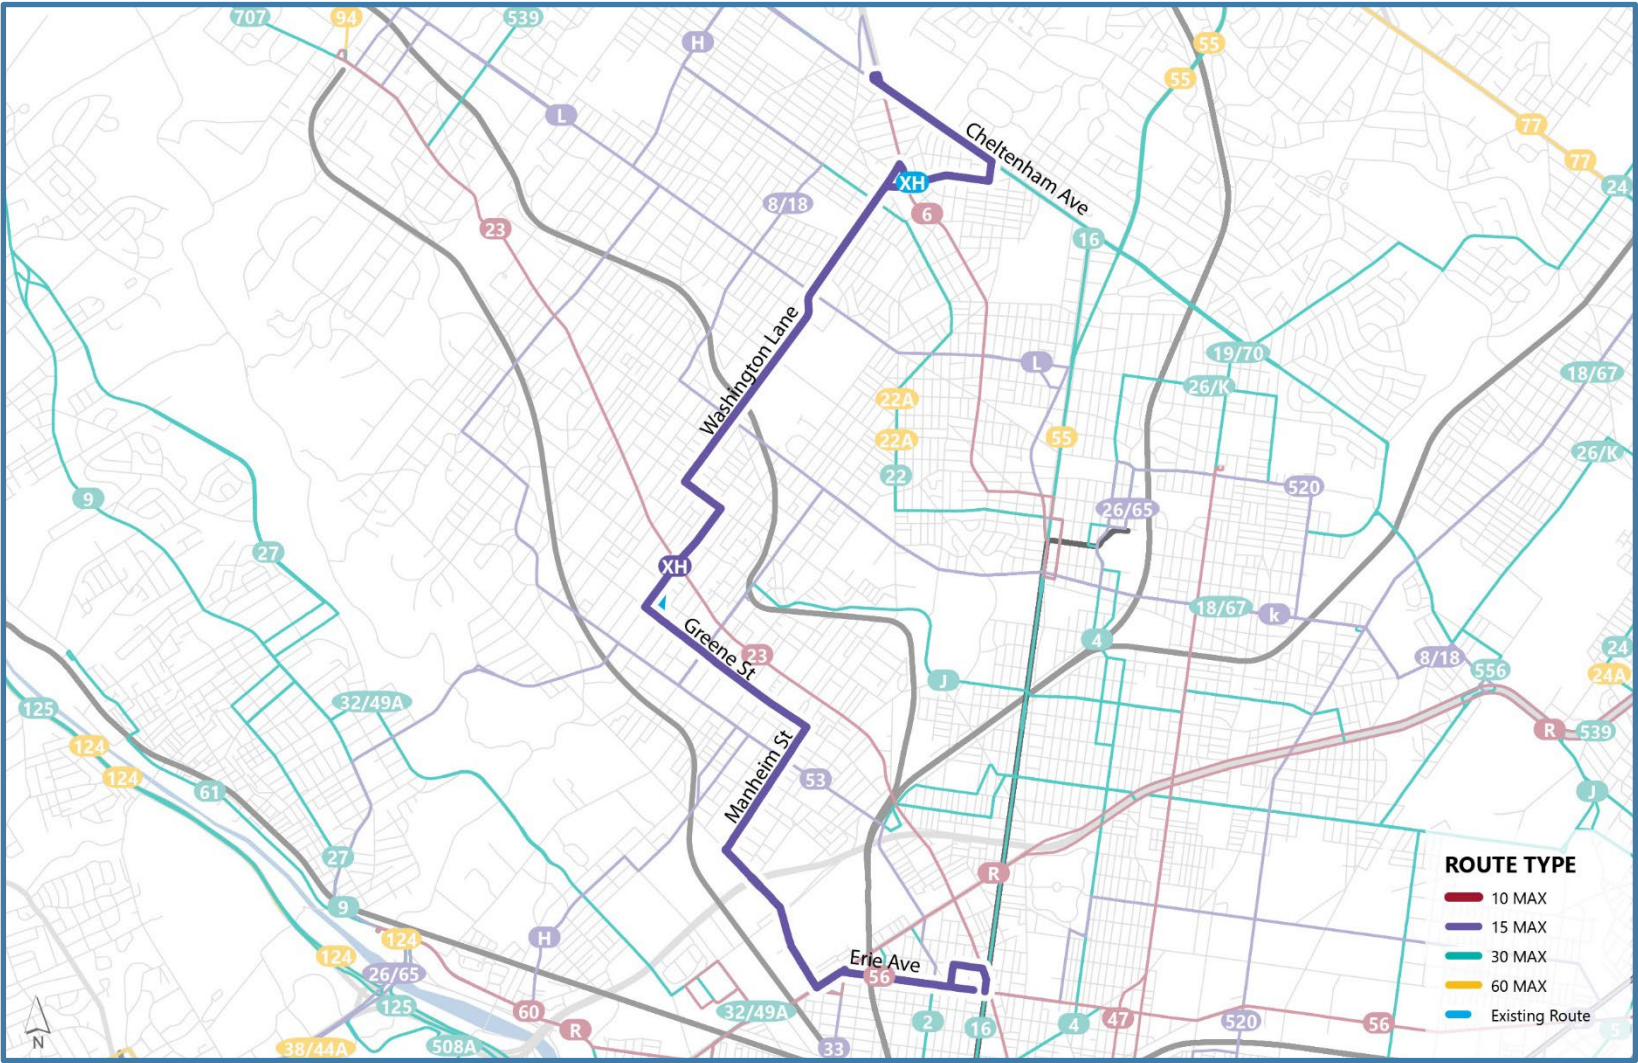 707
94
539
H
55
55
L
Cheltenham Ave
77
77
XH
24
8/18
6
23
16
Washington Lane
L
19/70
18/67
22A
26/K
22A
55
26/K
22
520
9
26/65
27
XH
18/67
k
Greene St
23
4
24
8/18
J
556
24A
32/49A
125
R
539
124
Manheim St
124
53
61
J
27
R
ROUTE TYPE
10 MAX
9
15 MAX
H
124
30 MAX
124
Erie Ave
56
26/65
60 MAX
125
60
32/49A
Existing Route
R
2
16
4
47
520
56
5
N
38/44A
508A
33